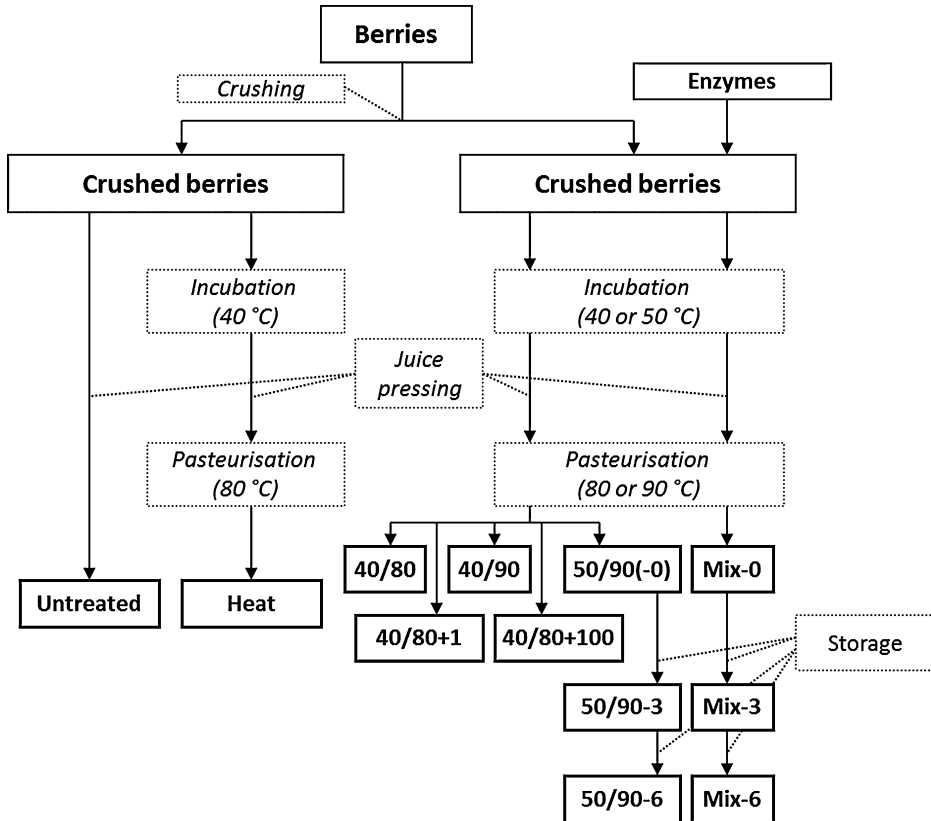 Berries
Crushing
Enzymes
Crushed berries
Crushed berries
Incubation
(40 °C)
Incubation
(40 or 50 °C)
Juice
pressing
Pasteurisation
(80 °C)
Pasteurisation
(80 or 90 °C)
40/80
40/90
50/90(-0)
Mix-0
Untreated
Heat
40/80+1
40/80+100
Storage
50/90-3
Mix-3
50/90-6
Mix-6